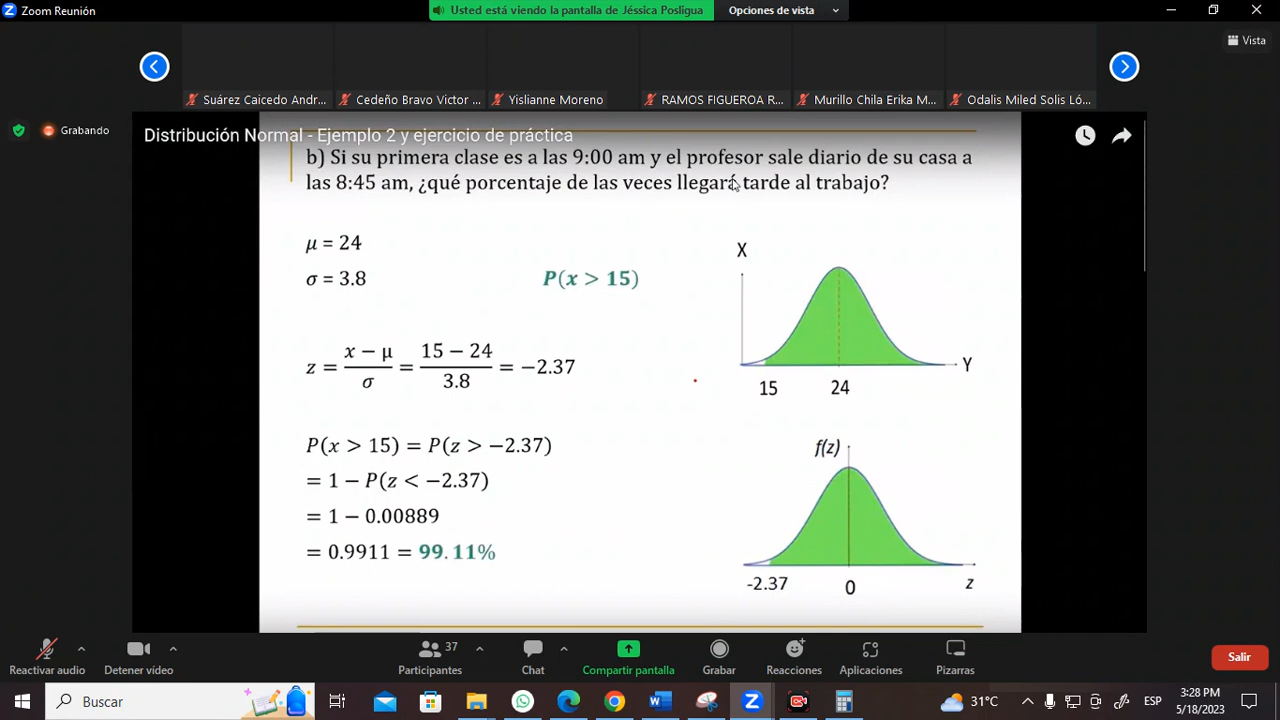 Zoom Reunión
Usted está viendo la pantalla de Jéssica Posligua
Opciones de vista
Vista
Suárez Caicedo Andr...
Cedeño Bravo Victor ...
Yislianne Moreno
RAMOS FIGUEROA R...
Murillo Chila Erika M...
Odalis Miled Solis Ló...
Grabando
Distribución Normal - Ejemplo 2 y ejercicio de práctica
b) Si su primera clase es a las 9:00 am y el profesor sale diario de su casa a
las 8:45 am, ¿qué porcentaje de las veces llegará tarde al trabajo?
μ = 24
σ = 3.8
P(x > 15)
z = (x − μ)/σ = (15 − 24)/3.8 = −2.37
P(x > 15) = P(z > −2.37)
= 1 − P(z < −2.37)
= 1 − 0.00889
= 0.9911 = 99.11%
X
Y
15 24
f(z)
-2.37 0 z
Reactivar audio
Detener video
37
Participantes
Chat
Compartir pantalla
Grabar
Reacciones
Aplicaciones
Pizarras
Salir
Buscar
31°C
ESP
3:28 PM
5/18/2023